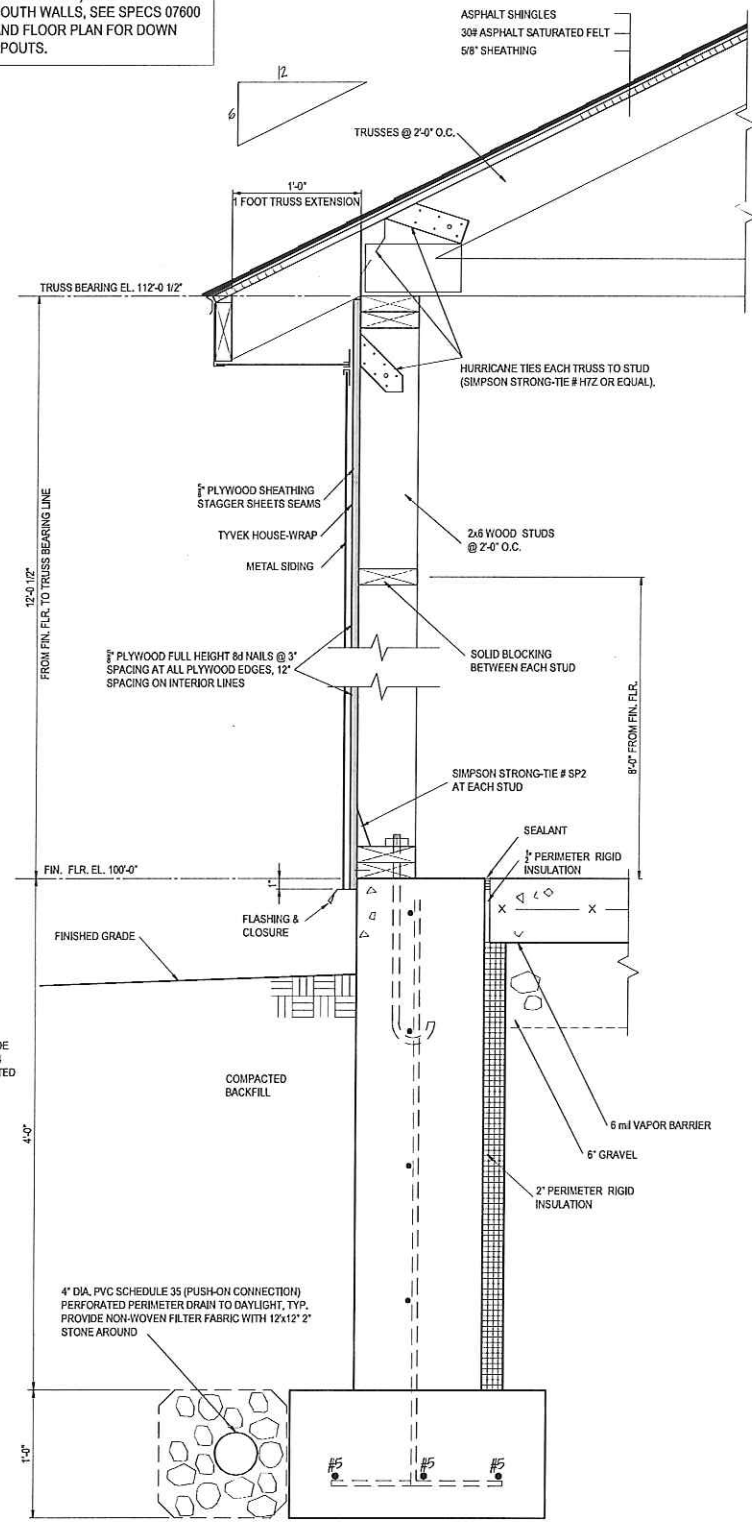 OUTH WALLS, SEE SPECS 07600
ND FLOOR PLAN FOR DOWN
POUTS.
ASPHALT SHINGLES
30# ASPHALT SATURATED FELT
5/8" SHEATHING
12
6
TRUSSES @ 2'-0" O.C.
1'-0"
1 FOOT TRUSS EXTENSION
TRUSS BEARING EL. 112'-0 1/2"
HURRICANE TIES EACH TRUSS TO STUD
(SIMPSON STRONG-TIE # H7Z OR EQUAL).
PLYWOOD SHEATHING
STAGGER SHEETS SEAMS
TYVEK HOUSE-WRAP
METAL SIDING
2x6 WOOD STUDS
@ 2'-0" O.C.
12'-0 1/2"
FROM FIN. FLR. TO TRUSS BEARING LINE
PLYWOOD FULL HEIGHT 8d NAILS @ 3"
SPACING AT ALL PLYWOOD EDGES, 12"
SPACING ON INTERIOR LINES
SOLID BLOCKING
BETWEEN EACH STUD
8'-0" FROM FIN. FLR.
SIMPSON STRONG-TIE # SP2
AT EACH STUD
SEALANT
1/2" PERIMETER RIGID
INSULATION
FIN. FLR. EL. 100'-0"
1"
FLASHING &
CLOSURE
X X
FINISHED GRADE
DE
TED
COMPACTED
BACKFILL
4'-0"
6 mil VAPOR BARRIER
6" GRAVEL
2" PERIMETER RIGID
INSULATION
4" DIA. PVC SCHEDULE 35 (PUSH-ON CONNECTION)
PERFORATED PERIMETER DRAIN TO DAYLIGHT, TYP.
PROVIDE NON-WOVEN FILTER FABRIC WITH 12"x12" 2"
STONE AROUND
1'-0"
#5 #5 #5